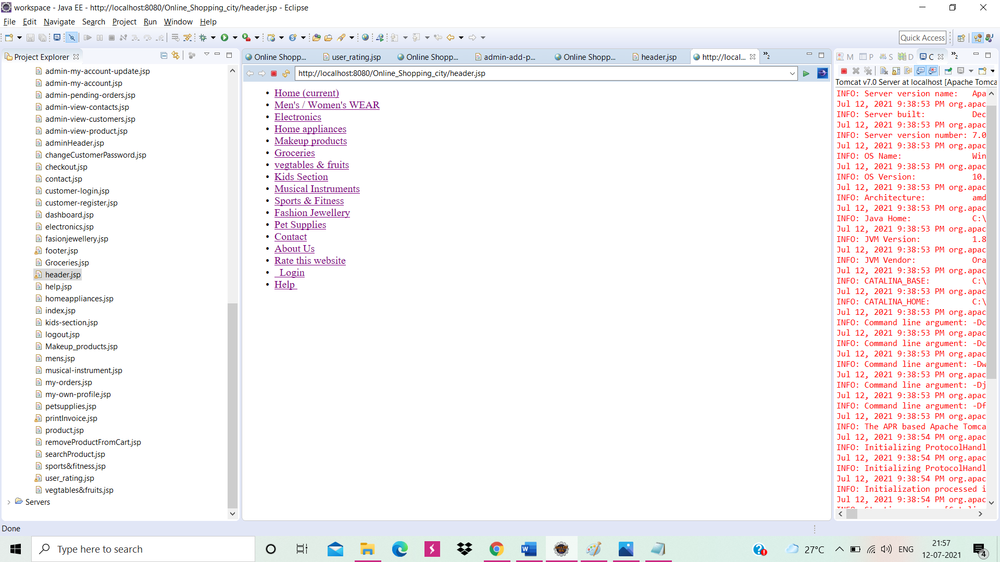 workspace - Java EE - http://localhost:8080/Online_Shopping_city/header.jsp - Eclipse
File Edit Navigate Search Project Run Window Help
Quick Access
Project Explorer
admin-my-account-update.jsp
admin-my-account.jsp
admin-pending-orders.jsp
admin-view-contacts.jsp
admin-view-customers.jsp
admin-view-product.jsp
adminHeader.jsp
changeCustomerPassword.jsp
checkout.jsp
contact.jsp
customer-login.jsp
customer-register.jsp
dashboard.jsp
electronics.jsp
fasionjewellery.jsp
footer.jsp
Groceries.jsp
header.jsp
help.jsp
homeappliances.jsp
index.jsp
kids-section.jsp
logout.jsp
Makeup_products.jsp
mens.jsp
musical-instrument.jsp
my-orders.jsp
my-own-profile.jsp
petsupplies.jsp
printInvoice.jsp
product.jsp
removeProductFromCart.jsp
searchProduct.jsp
sports&fitness.jsp
user_rating.jsp
vegtables&fruits.jsp
Servers
Online Shopp... user_rating.jsp Online Shopp... admin-add-p... Online Shopp... header.jsp http://local... »2
http://localhost:8080/Online_Shopping_city/header.jsp
• Home (current)
• Men's / Women's WEAR
• Electronics
• Home appliances
• Makeup products
• Groceries
• vegtables & fruits
• Kids Section
• Musical Instruments
• Sports & Fitness
• Fashion Jewellery
• Pet Supplies
• Contact
• About Us
• Rate this website
• Login
• Help
M P S D C »2
Tomcat v7.0 Server at localhost [Apache Tomca
INFO: Server version name: Apa
Jul 12, 2021 9:38:53 PM org.apac
INFO: Server built: Dec
Jul 12, 2021 9:38:53 PM org.apac
INFO: Server version number: 7.0
Jul 12, 2021 9:38:53 PM org.apac
INFO: OS Name: Win
Jul 12, 2021 9:38:53 PM org.apac
INFO: OS Version: 10.
Jul 12, 2021 9:38:53 PM org.apac
INFO: Architecture: amd
Jul 12, 2021 9:38:53 PM org.apac
INFO: Java Home: C:\
Jul 12, 2021 9:38:53 PM org.apac
INFO: JVM Version: 1.8
Jul 12, 2021 9:38:53 PM org.apac
INFO: JVM Vendor: Ora
Jul 12, 2021 9:38:53 PM org.apac
INFO: CATALINA_BASE: C:\
Jul 12, 2021 9:38:53 PM org.apac
INFO: CATALINA_HOME: C:\
Jul 12, 2021 9:38:53 PM org.apac
INFO: Command line argument: -Dc
Jul 12, 2021 9:38:53 PM org.apac
INFO: Command line argument: -Dc
Jul 12, 2021 9:38:53 PM org.apac
INFO: Command line argument: -Dw
Jul 12, 2021 9:38:53 PM org.apac
INFO: Command line argument: -Dj
Jul 12, 2021 9:38:53 PM org.apac
INFO: Command line argument: -Df
Jul 12, 2021 9:38:53 PM org.apac
INFO: The APR based Apache Tomca
Jul 12, 2021 9:38:54 PM org.apac
INFO: Initializing ProtocolHandl
Jul 12, 2021 9:38:54 PM org.apac
INFO: Initializing ProtocolHandl
Jul 12, 2021 9:38:54 PM org.apac
INFO: Initialization processed i
Jul 12, 2021 9:38:54 PM org.apac
Done
Type here to search
27°C
ENG
21:57
12-07-2021
4